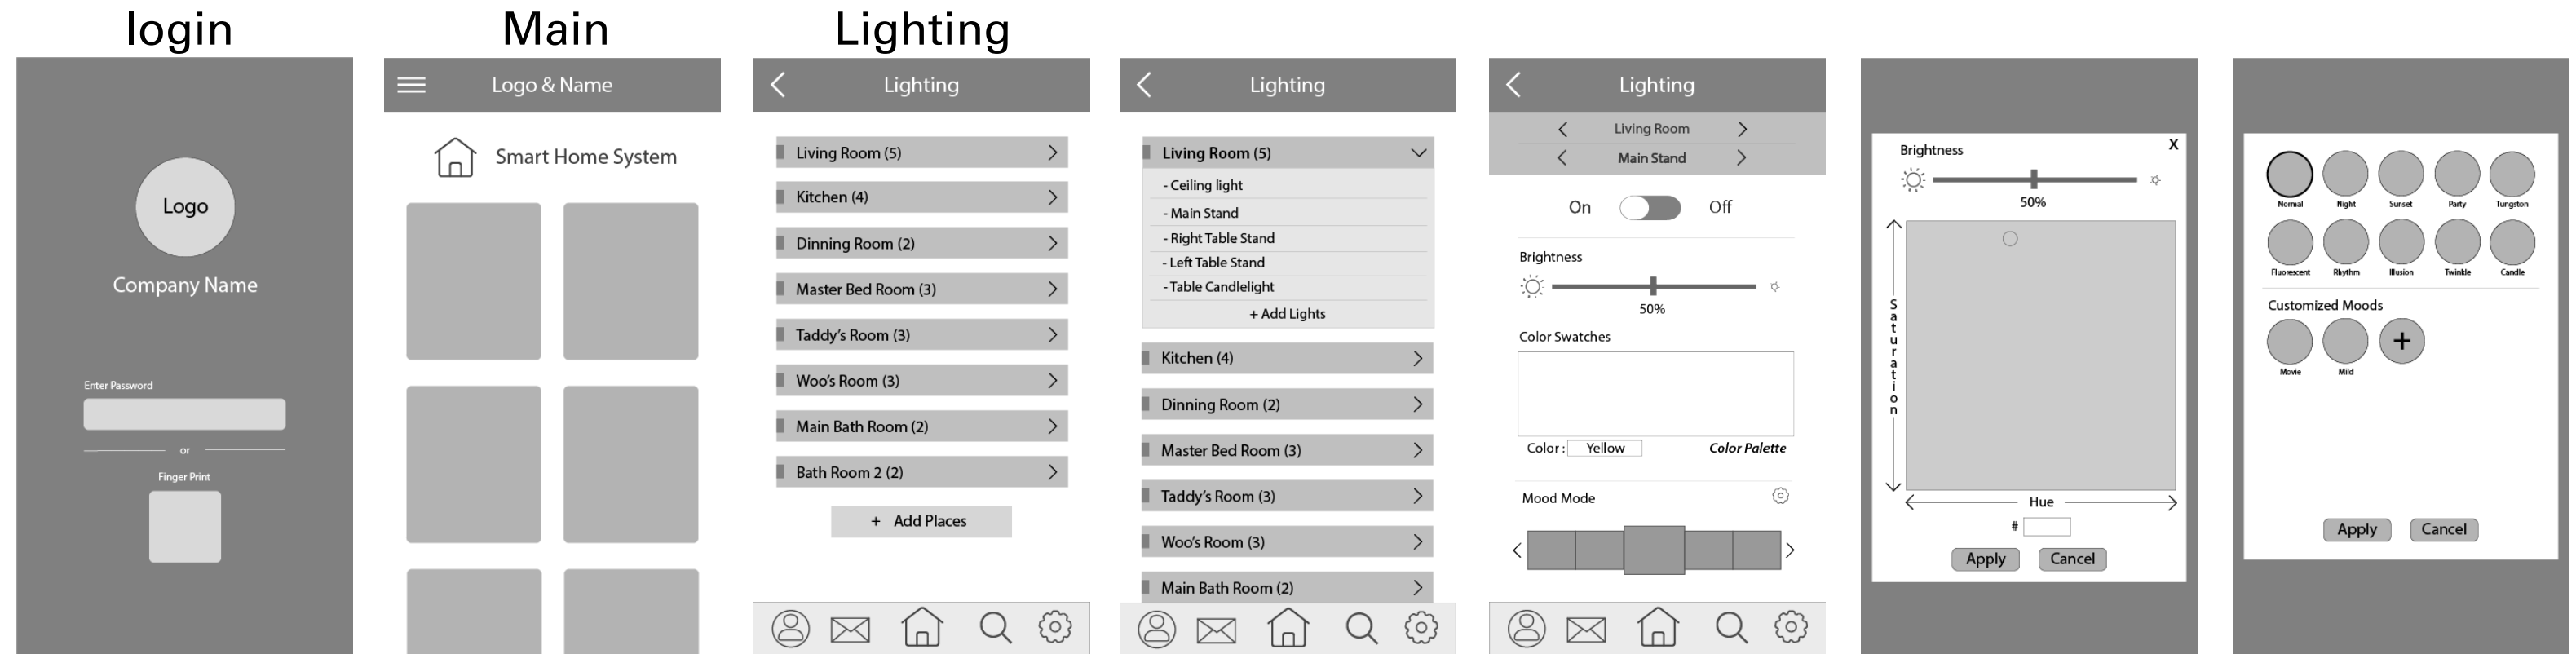 login
Logo
Company Name
Enter Password
or
Finger Print
Main
Logo & Name
Smart Home System
Lighting
Lighting
Living Room (5)
Kitchen (4)
Dinning Room (2)
Master Bed Room (3)
Taddy's Room (3)
Woo's Room (3)
Main Bath Room (2)
Bath Room 2 (2)
+ Add Places
Lighting
Living Room (5)
- Ceiling light
- Main Stand
- Right Table Stand
- Left Table Stand
- Table Candlelight
+ Add Lights
Kitchen (4)
Dinning Room (2)
Master Bed Room (3)
Taddy's Room (3)
Woo's Room (3)
Main Bath Room (2)
Lighting
Living Room
Main Stand
On Off
Brightness
50%
Color Swatches
Color : Yellow Color Palette
Mood Mode
X
Brightness
50%
Saturation
Hue
#
Apply Cancel
Normal Night Sunset Party Tungston
Fluorescent Rhythm Illusion Twinkle Candle
Customized Moods
+
Movie Mild
Apply Cancel